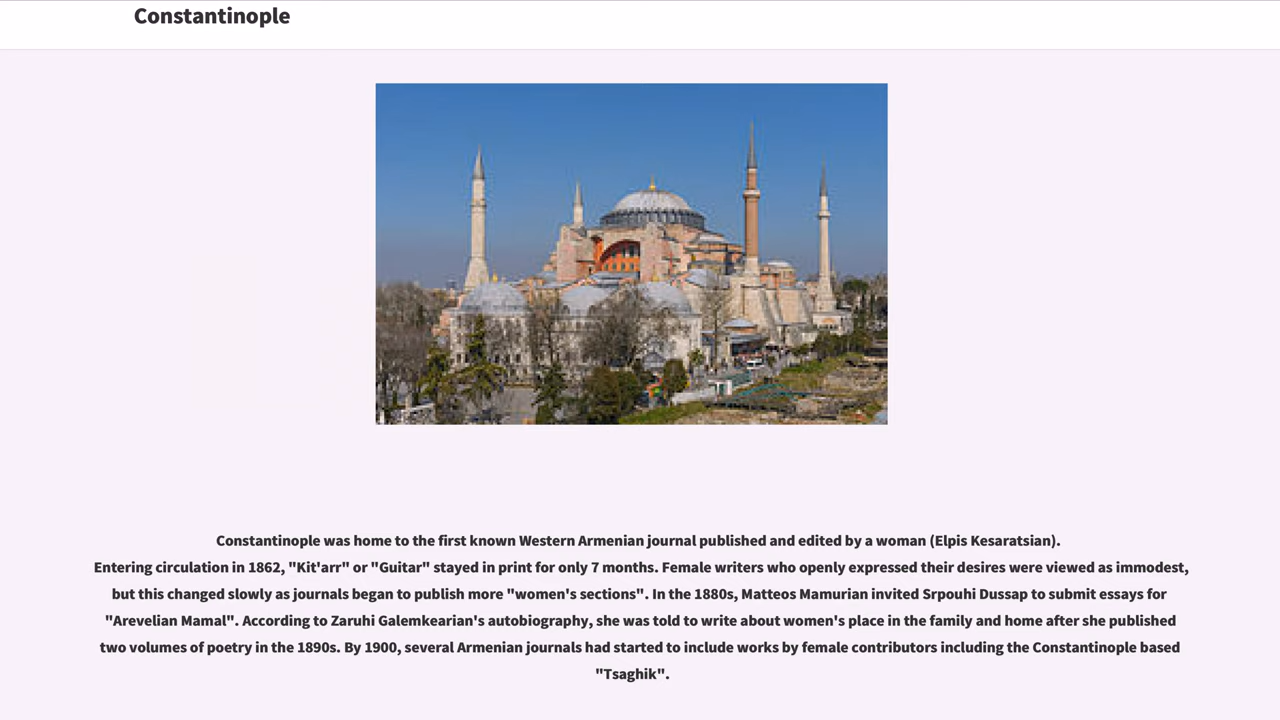 Constantinople
Constantinople was home to the first known Western Armenian journal published and edited by a woman (Elpis Kesaratsian).
Entering circulation in 1862, "Kit'arr" or "Guitar" stayed in print for only 7 months. Female writers who openly expressed their desires were viewed as immodest,
but this changed slowly as journals began to publish more "women's sections". In the 1880s, Matteos Mamurian invited Srpouhi Dussap to submit essays for
"Arevelian Mamal". According to Zaruhi Galemkearian's autobiography, she was told to write about women's place in the family and home after she published
two volumes of poetry in the 1890s. By 1900, several Armenian journals had started to include works by female contributors including the Constantinople based
"Tsaghik".